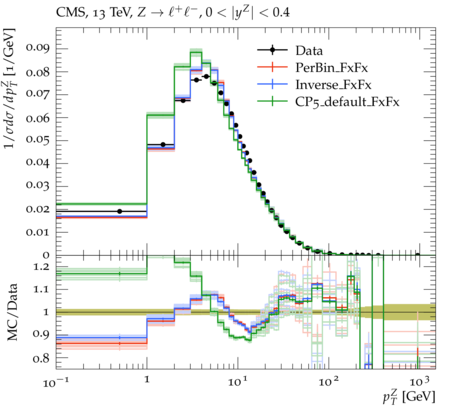 CMS, 13 TeV, Z → ℓ⁺ℓ⁻, 0 < |y^Z| < 0.4
1/σdσ/dp_T^Z [1/GeV]
0.09
0.08
0.07
0.06
0.05
0.04
0.03
0.02
0.01
0
Data
PerBin_FxFx
Inverse_FxFx
CP5_default_FxFx
MC/Data
1.2
1.1
1
0.9
0.8
10⁻¹ 1 10¹ 10² 10³
p_T^Z [GeV]